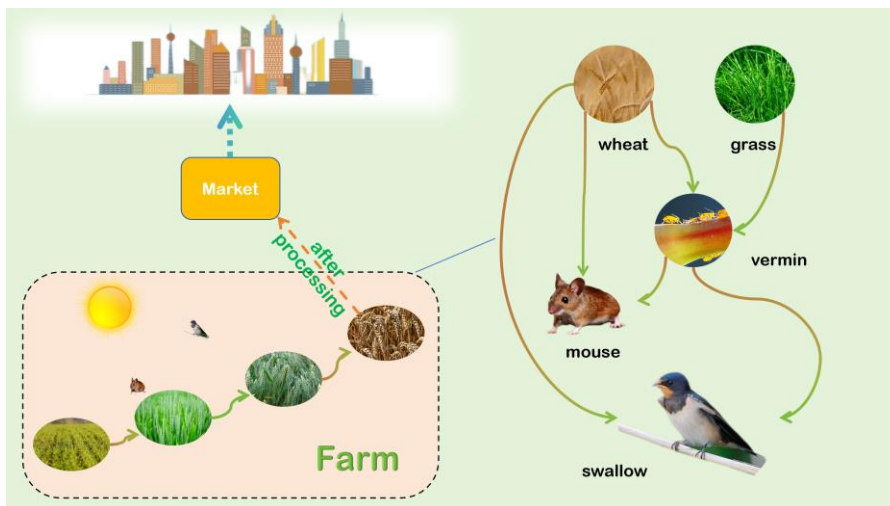 Market
after
processing
Farm
wheat
grass
vermin
mouse
swallow